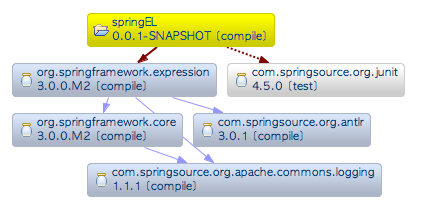 springEL
0.0.1-SNAPSHOT [compile]
org.springframework.expression
3.0.0.M2 [compile]
com.springsource.org.junit
4.5.0 [test]
org.springframework.core
3.0.0.M2 [compile]
com.springsource.org.antlr
3.0.1 [compile]
com.springsource.org.apache.commons.logging
1.1.1 [compile]